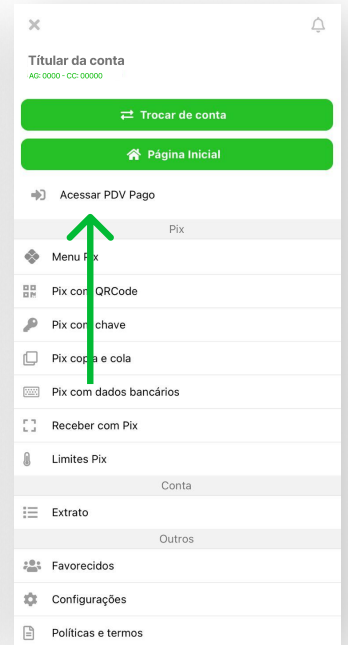 Títular da conta
AG: 0000 - CC: 00000
Trocar de conta
Página Inicial
Acessar PDV Pago
Pix
Menu Pix
Pix com QRCode
Pix com chave
Pix copia e cola
Pix com dados bancários
Receber com Pix
Limites Pix
Conta
Extrato
Outros
Favorecidos
Configurações
Políticas e termos